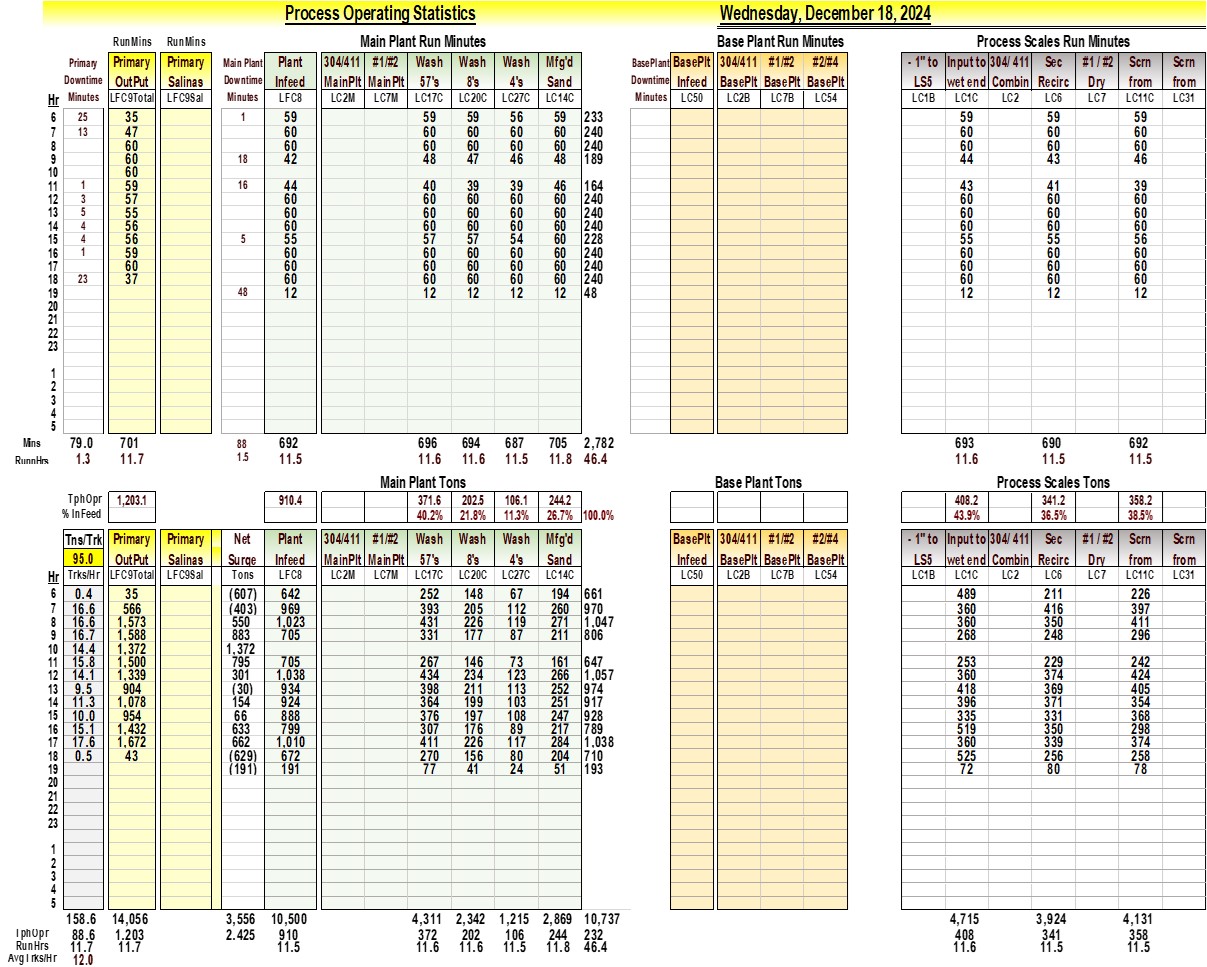 Process Operating Statistics Wednesday, December 18, 2024
RunMins RunMins Main Plant Run Minutes Base Plant Run Minutes Process Scales Run Minutes
Primary Primary Primary Main Plant Plant 304/411 #1/#2 Wash Wash Wash Mfg'd BasePlant BasePlt 304/411 #1/#2 #2/#4 - 1" to Input to 304/ 411 Sec #1 / #2 Scrn Scrn
Downtime OutPut Salinas Downtime Infeed MainPlt MainPlt 57's 8's 4's Sand Downtime Infeed BasePlt BasePlt BasePlt LS5 wet end Combin Recirc Dry from from
Hr Minutes LFC9Total LFC9Sal Minutes LFC8 LC2M LC7M LC17C LC20C LC27C LC14C Minutes LC50 LC2B LC7B LC54 LC1B LC1C LC2 LC6 LC7 LC11C LC31
6 25 35 1 59 59 59 56 59 233 59 59 59
7 13 47 60 60 60 60 60 240 60 60 60
8 60 60 60 60 60 60 240 60 60 60
9 60 18 42 48 47 46 48 189 44 43 46
10 60
11 1 59 16 44 40 39 39 46 164 43 41 39
12 3 57 60 60 60 60 60 240 60 60 60
13 5 55 60 60 60 60 60 240 60 60 60
14 4 56 60 60 60 60 60 240 60 60 60
15 4 56 5 55 57 57 54 60 228 55 55 56
16 1 59 60 60 60 60 60 240 60 60 60
17 60 60 60 60 60 60 240 60 60 60
18 23 37 60 60 60 60 60 240 60 60 60
19 48 12 12 12 12 12 48 12 12 12
20
21
22
23
1
2
3
4
5
Mins 79.0 701 88 692 696 694 687 705 2,782 693 690 692
RunnHrs 1.3 11.7 1.5 11.5 11.6 11.6 11.5 11.8 46.4 11.6 11.5 11.5
Main Plant Tons Base Plant Tons Process Scales Tons
TphOpr 1,203.1 910.4 371.6 202.5 106.1 244.2 408.2 341.2 358.2
% InFeed 40.2% 21.8% 11.3% 26.7% 100.0% 43.9% 36.5% 38.5%
Tns/Trk Primary Primary Net Plant 304/411 #1/#2 Wash Wash Wash Mfg'd BasePlt 304/411 #1/#2 #2/#4 - 1" to Input to 304/ 411 Sec #1 / #2 Scrn Scrn
95.0 OutPut Salinas Surge Infeed MainPlt MainPlt 57's 8's 4's Sand Infeed BasePlt BasePlt BasePlt LS5 wet end Combin Recirc Dry from from
Hr Trks/Hr LFC9Total LFC9Sal Tons LFC8 LC2M LC7M LC17C LC20C LC27C LC14C LC50 LC2B LC7B LC54 LC1B LC1C LC2 LC6 LC7 LC11C LC31
6 0.4 35 (607) 642 252 148 67 194 661 489 211 226
7 16.6 566 (403) 969 393 205 112 260 970 360 416 397
8 16.6 1,573 550 1,023 431 226 119 271 1,047 360 350 411
9 16.7 1,588 883 705 331 177 87 211 806 268 248 296
10 14.4 1,372 1,372
11 15.8 1,500 795 705 267 146 73 161 647 253 229 242
12 14.1 1,339 301 1,038 434 234 123 266 1,057 360 374 424
13 9.5 904 (30) 934 398 211 113 252 974 418 369 405
14 11.3 1,078 154 924 364 199 103 251 917 396 371 354
15 10.0 954 66 888 376 197 108 247 928 335 331 368
16 15.1 1,432 633 799 307 176 89 217 789 519 350 298
17 17.6 1,672 662 1,010 411 226 117 284 1,038 360 339 374
18 0.5 43 (629) 672 270 156 80 204 710 525 256 258
19 (191) 191 77 41 24 51 193 72 80 78
20
21
22
23
1
2
3
4
5
158.6 14,056 3,556 10,500 4,311 2,342 1,215 2,869 10,737 4,715 3,924 4,131
TphOpr 88.6 1,203 2.425 910 372 202 106 244 232 408 341 358
RunHrs 11.7 11.7 11.5 11.6 11.6 11.5 11.8 46.4 11.6 11.5 11.5
AvgTrks/Hr 12.0